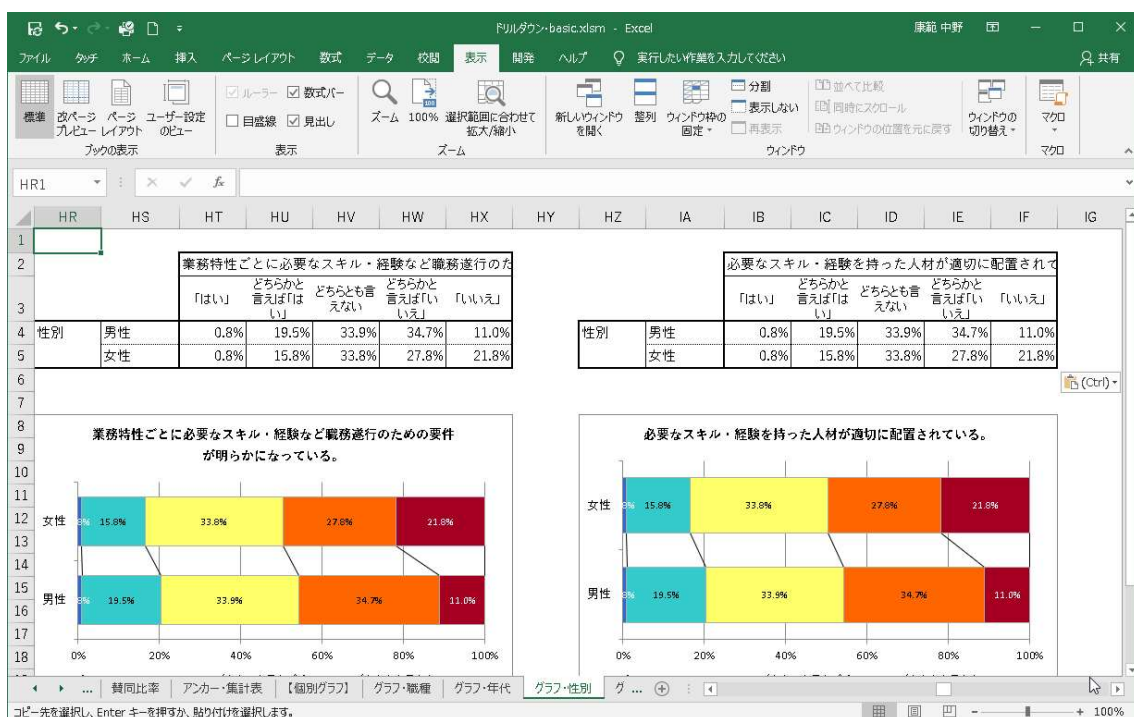 ドリルダウン-basic.xlsm - Excel
康範 中野
ファイル タッチ ホーム 挿入 ページ レイアウト 数式 データ 校閲 表示 開発 ヘルプ 実行したい作業を入力してください 共有
標準 改ページ プレビュー ページ レイアウト ユーザー設定 のビュー
ルーラー 数式バー
目盛線 見出し
ズーム 100% 選択範囲に合わせて 拡大/縮小
新しいウィンドウ を開く 整列 ウィンドウ枠の 固定
分割
表示しない
再表示
並べて比較
同時にスクロール
ウィンドウの位置を元に戻す
ウィンドウの 切り替え
マクロ
ブックの表示 表示 ズーム ウィンドウ マクロ
HR1 fx
HR HS HT HU HV HW HX HY HZ IA IB IC ID IE IF IG
1
2 業務特性ごとに必要なスキル・経験など職務遂行のた 必要なスキル・経験を持った人材が適切に配置されて
3 「はい」 どちらかと言えば「はい」 どちらとも言えない どちらかと言えば「いいえ」 「いいえ」 「はい」 どちらかと言えば「はい」 どちらとも言えない どちらかと言えば「いいえ」 「いいえ」
4 性別 男性 0.8% 19.5% 33.9% 34.7% 11.0% 性別 男性 0.8% 19.5% 33.9% 34.7% 11.0%
5 女性 0.8% 15.8% 33.8% 27.8% 21.8% 女性 0.8% 15.8% 33.8% 27.8% 21.8%
6
(Ctrl)
7
8
9
10
11
12
13
14
15
16
17
18
業務特性ごとに必要なスキル・経験など職務遂行のための要件
が明らかになっている。
女性 15.8% 33.8% 27.8% 21.8%
男性 19.5% 33.9% 34.7% 11.0%
0% 20% 40% 60% 80% 100%
必要なスキル・経験を持った人材が適切に配置されている。
女性 15.8% 33.8% 27.8% 21.8%
男性 19.5% 33.9% 34.7% 11.0%
0% 20% 40% 60% 80% 100%
... 賛同比率 アンカー・集計表 【個別グラフ】 グラフ・職種 グラフ・年代 グラフ・性別 グ ...
コピー先を選択し、Enter キーを押すか、貼り付けを選択します。
100%